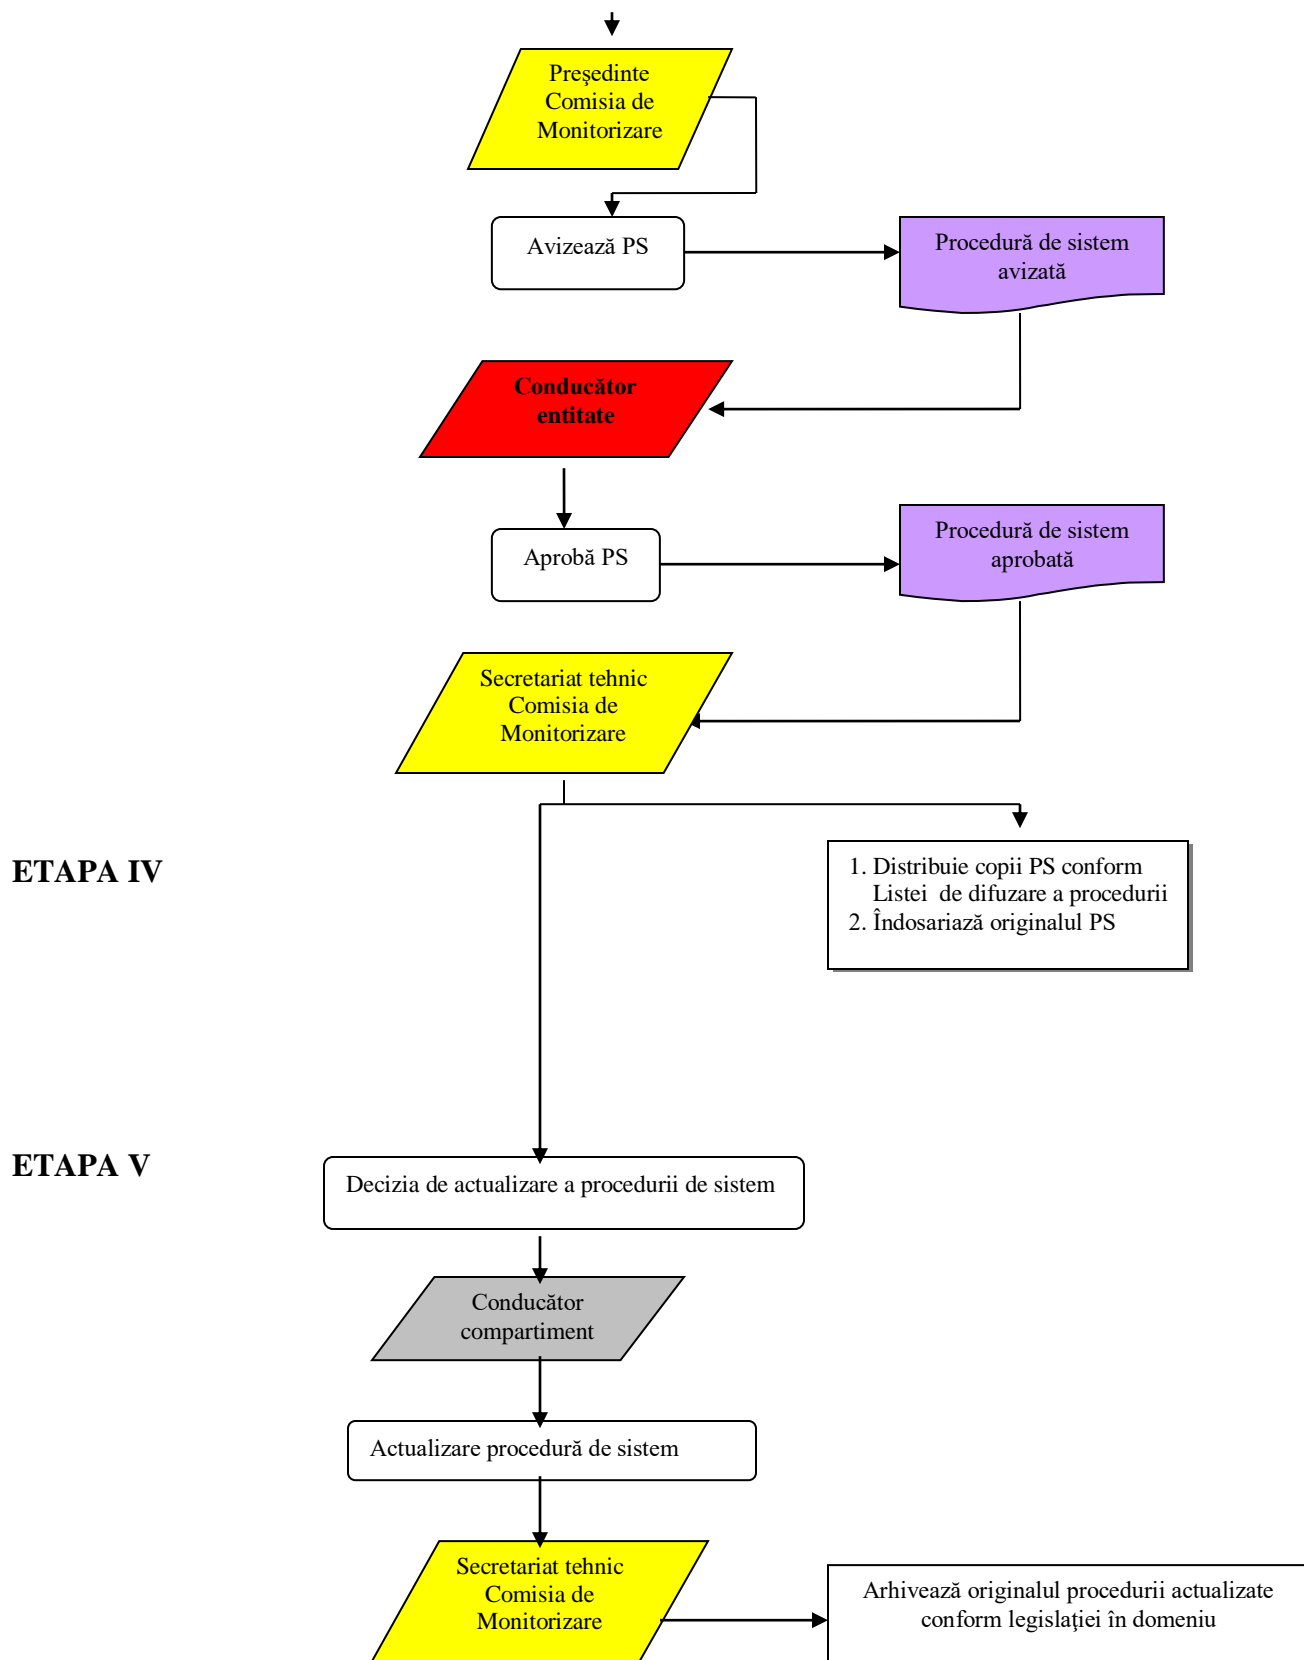 Preşedinte
Comisia de
Monitorizare
Avizează PS
Procedură de sistem
avizată
Conducător
entitate
Aprobă PS
Procedură de sistem
aprobată
Secretariat tehnic
Comisia de
Monitorizare
ETAPA IV
1. Distribuie copii PS conform
Listei de difuzare a procedurii
2. Îndosariază originalul PS
ETAPA V
Decizia de actualizare a procedurii de sistem
Conducător
compartiment
Actualizare procedură de sistem
Secretariat tehnic
Comisia de
Monitorizare
Arhivează originalul procedurii actualizate
conform legislaţiei în domeniu